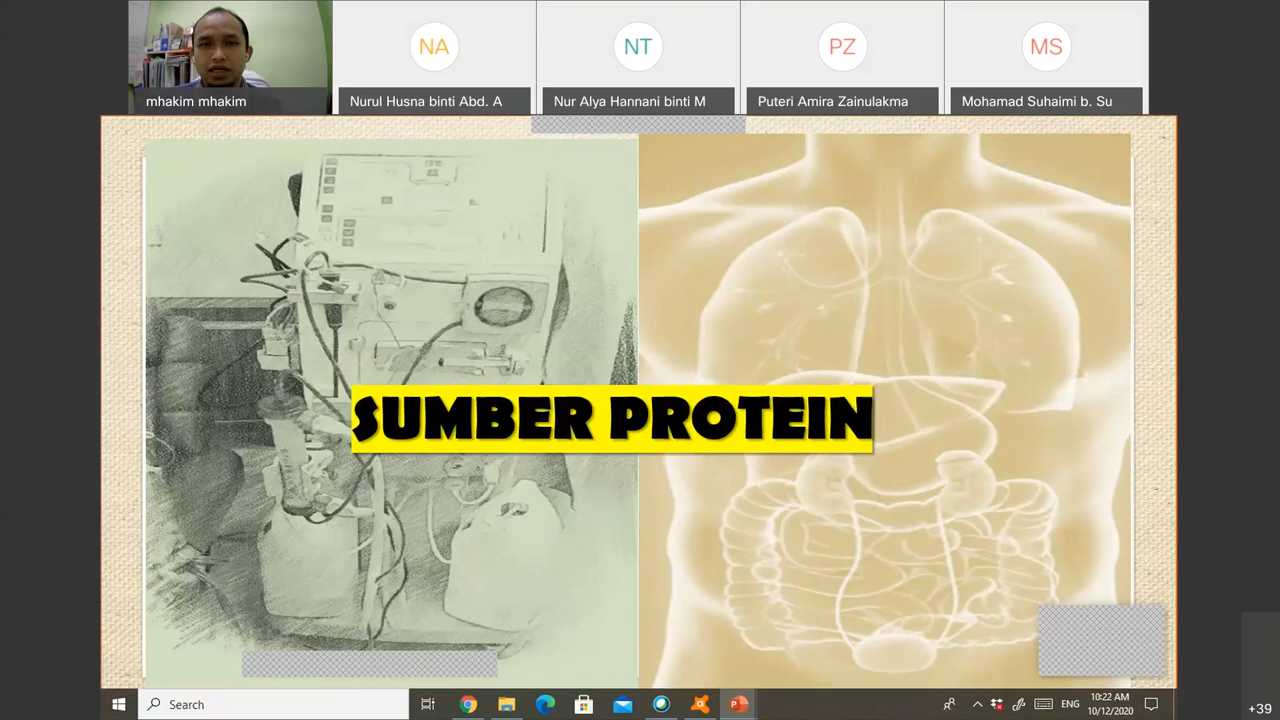 NA
NT
PZ
MS
mhakim mhakim
Nurul Husna binti Abd. A
Nur Alya Hannani binti M
Puteri Amira Zainulakma
Mohamad Suhaimi b. Su
SUMBER PROTEIN
Search
ENG
10:22 AM
10/12/2020
+39